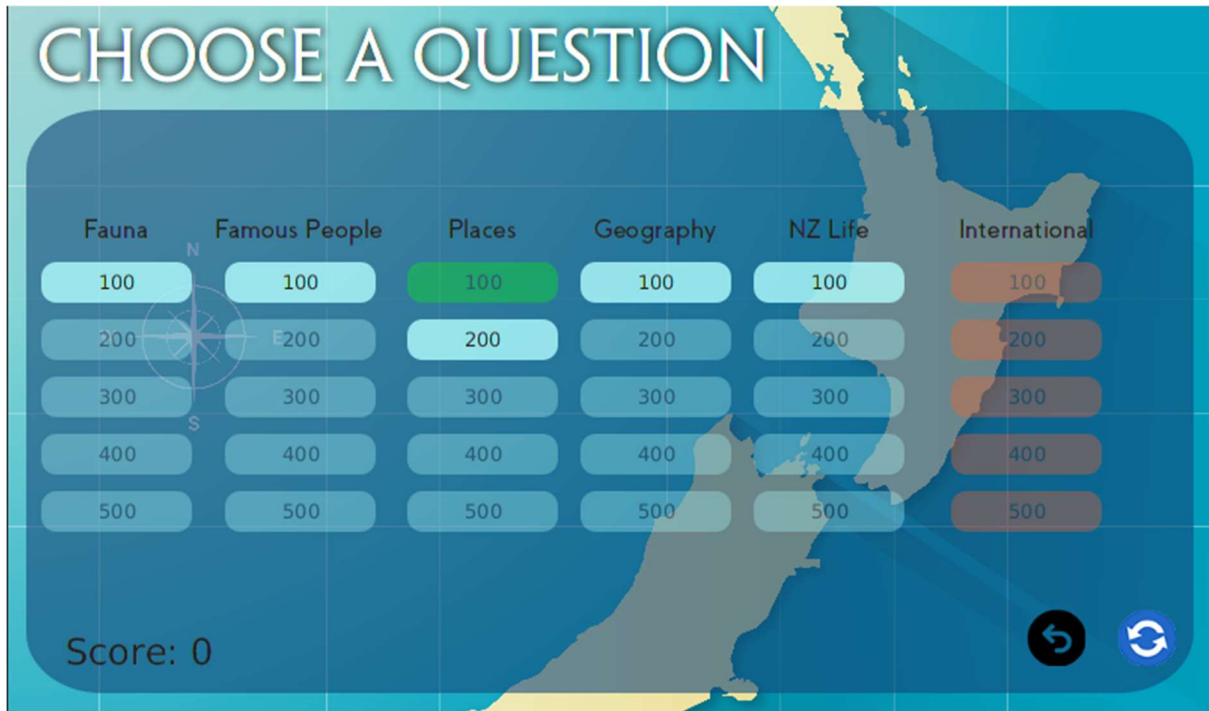 CHOOSE A QUESTION
Fauna Famous People Places Geography NZ Life International
N
100 100 100 100 100 100
200 E 200 200 200 200 200
300 300 300 300 300 300
S
400 400 400 400 400 400
500 500 500 500 500 500
Score: 0